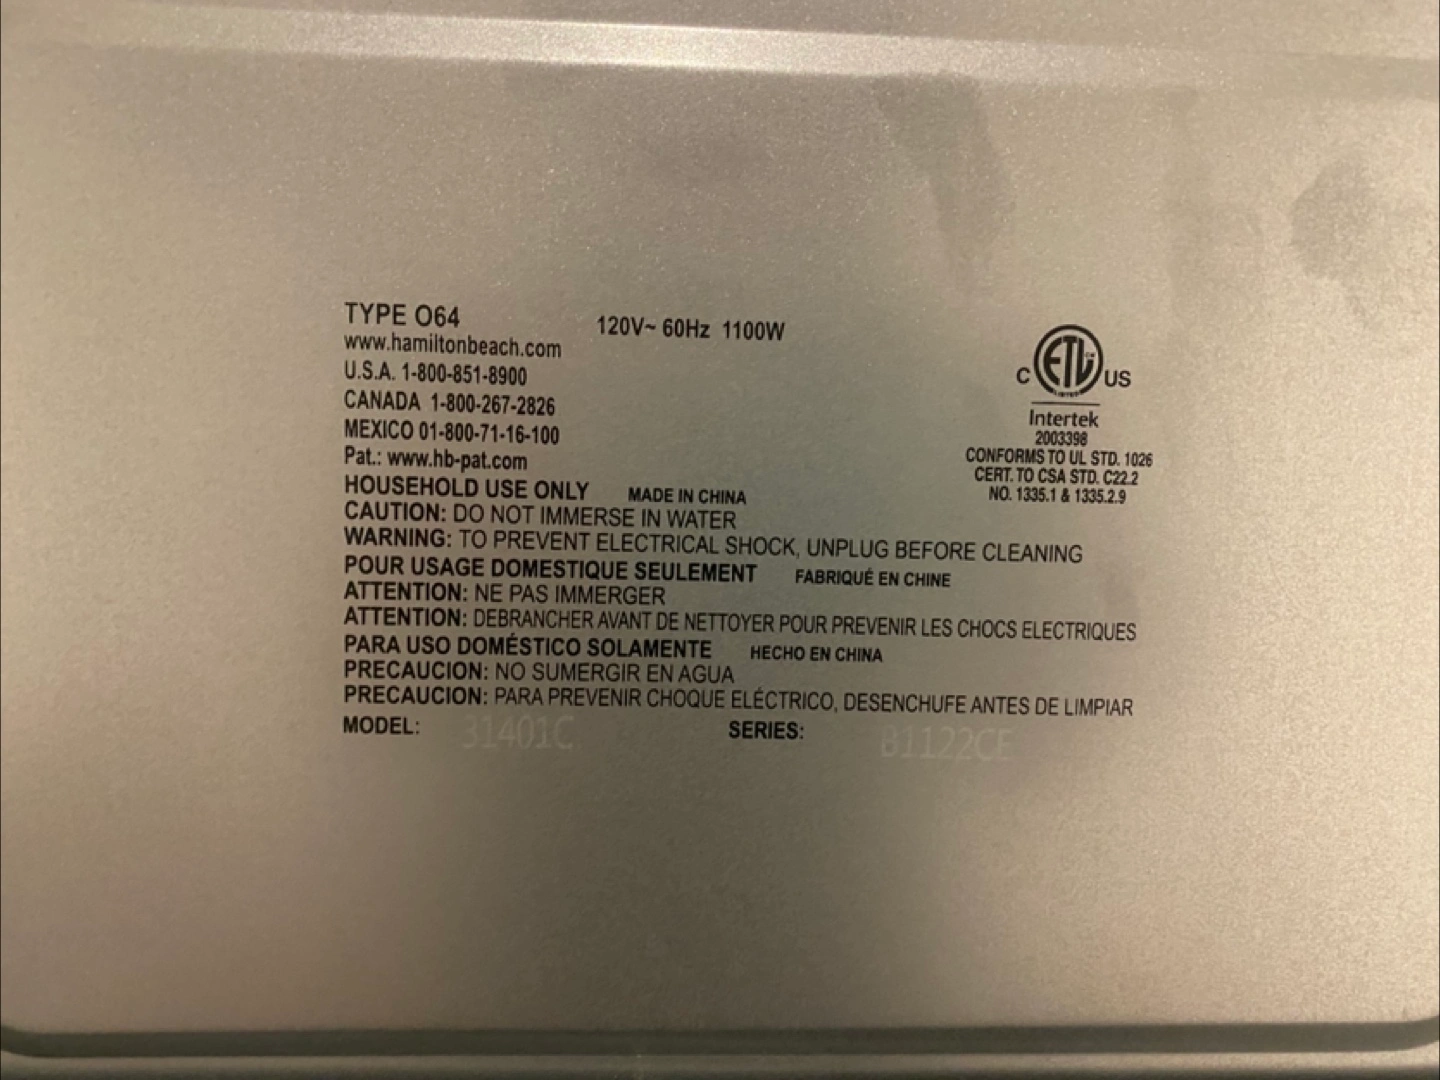 TYPE O64
120V~ 60Hz 1100W
www.hamiltonbeach.com
U.S.A. 1-800-851-8900
CANADA 1-800-267-2826
MEXICO 01-800-71-16-100
Pat.: www.hb-pat.com
ETL
C US
Intertek
2003398
CONFORMS TO UL STD. 1026
CERT. TO CSA STD. C22.2
NO. 1335.1 & 1335.2.9
HOUSEHOLD USE ONLY MADE IN CHINA
CAUTION: DO NOT IMMERSE IN WATER
WARNING: TO PREVENT ELECTRICAL SHOCK, UNPLUG BEFORE CLEANING
POUR USAGE DOMESTIQUE SEULEMENT FABRIQUÉ EN CHINE
ATTENTION: NE PAS IMMERGER
ATTENTION: DEBRANCHER AVANT DE NETTOYER POUR PREVENIR LES CHOCS ELECTRIQUES
PARA USO DOMÉSTICO SOLAMENTE HECHO EN CHINA
PRECAUCION: NO SUMERGIR EN AGUA
PRECAUCION: PARA PREVENIR CHOQUE ELÉCTRICO, DESENCHUFE ANTES DE LIMPIAR
MODEL: 31401C SERIES: